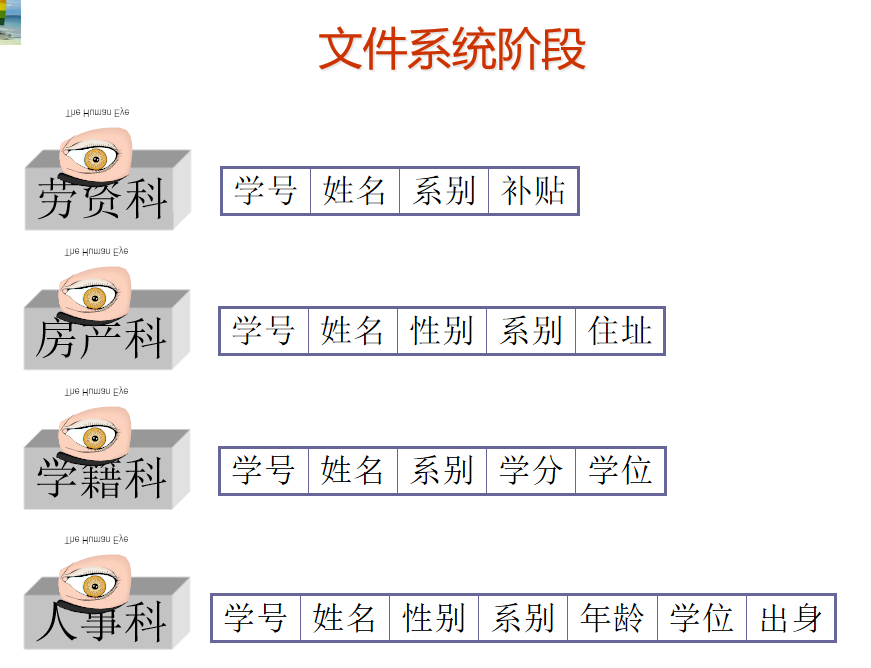 文件系统阶段
The Human Eye
劳资科
学号 姓名 系别 补贴
The Human Eye
房产科
学号 姓名 性别 系别 住址
The Human Eye
学籍科
学号 姓名 系别 学分 学位
The Human Eye
人事科
学号 姓名 性别 系别 年龄 学位 出身